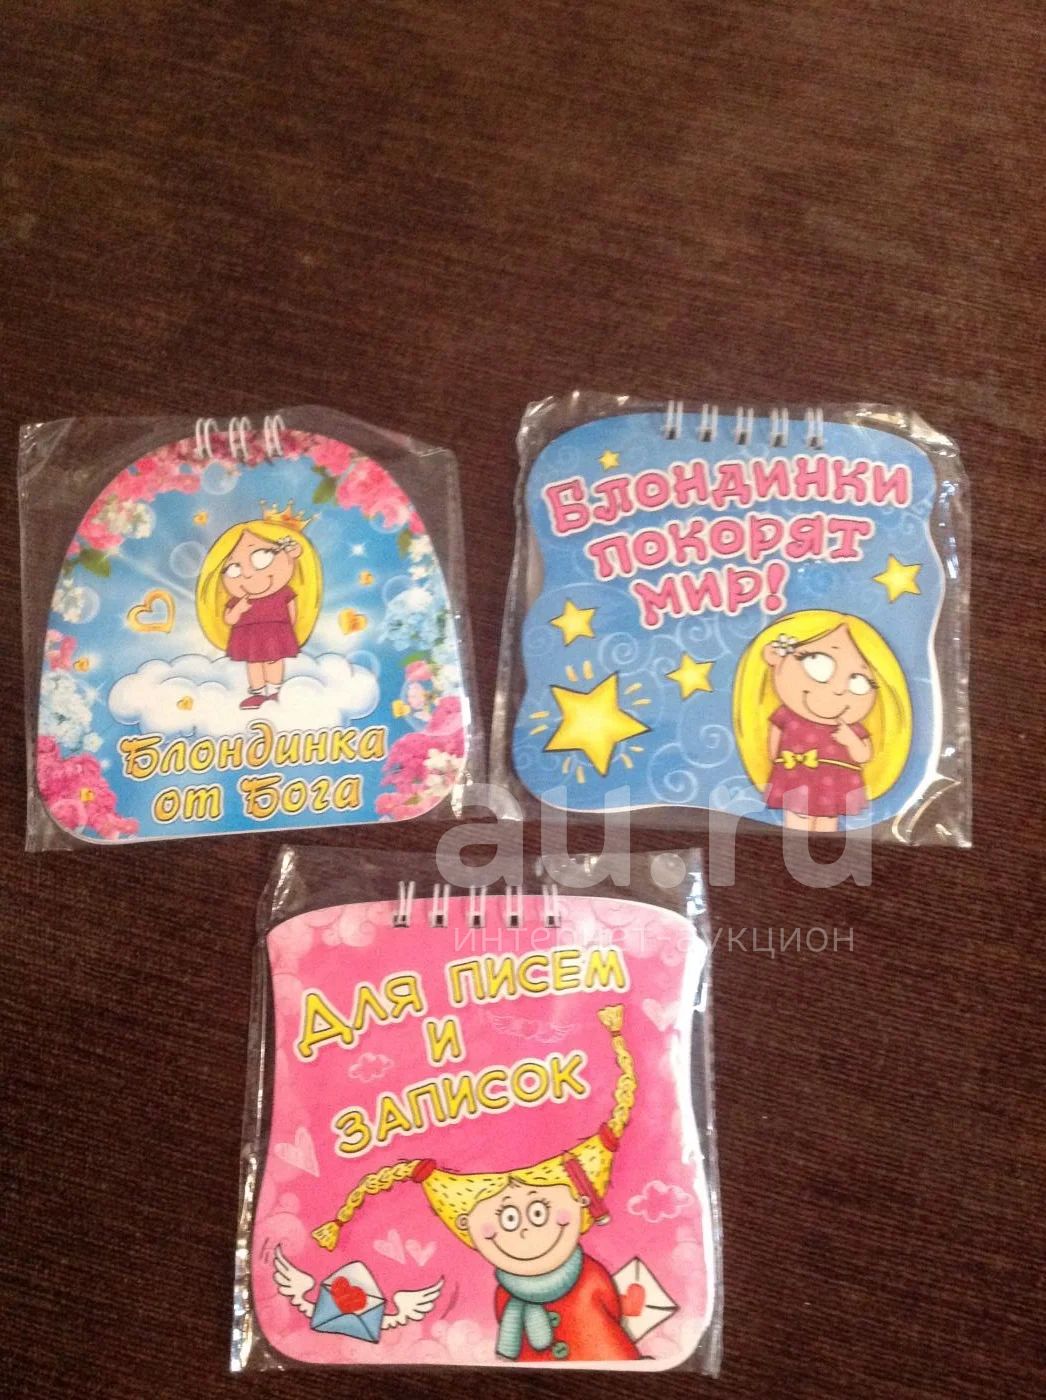 Блондинка
от Бога
Блондинки
покорят
мир!
au.ru
интернет-аукцион
Для писем
и
записок